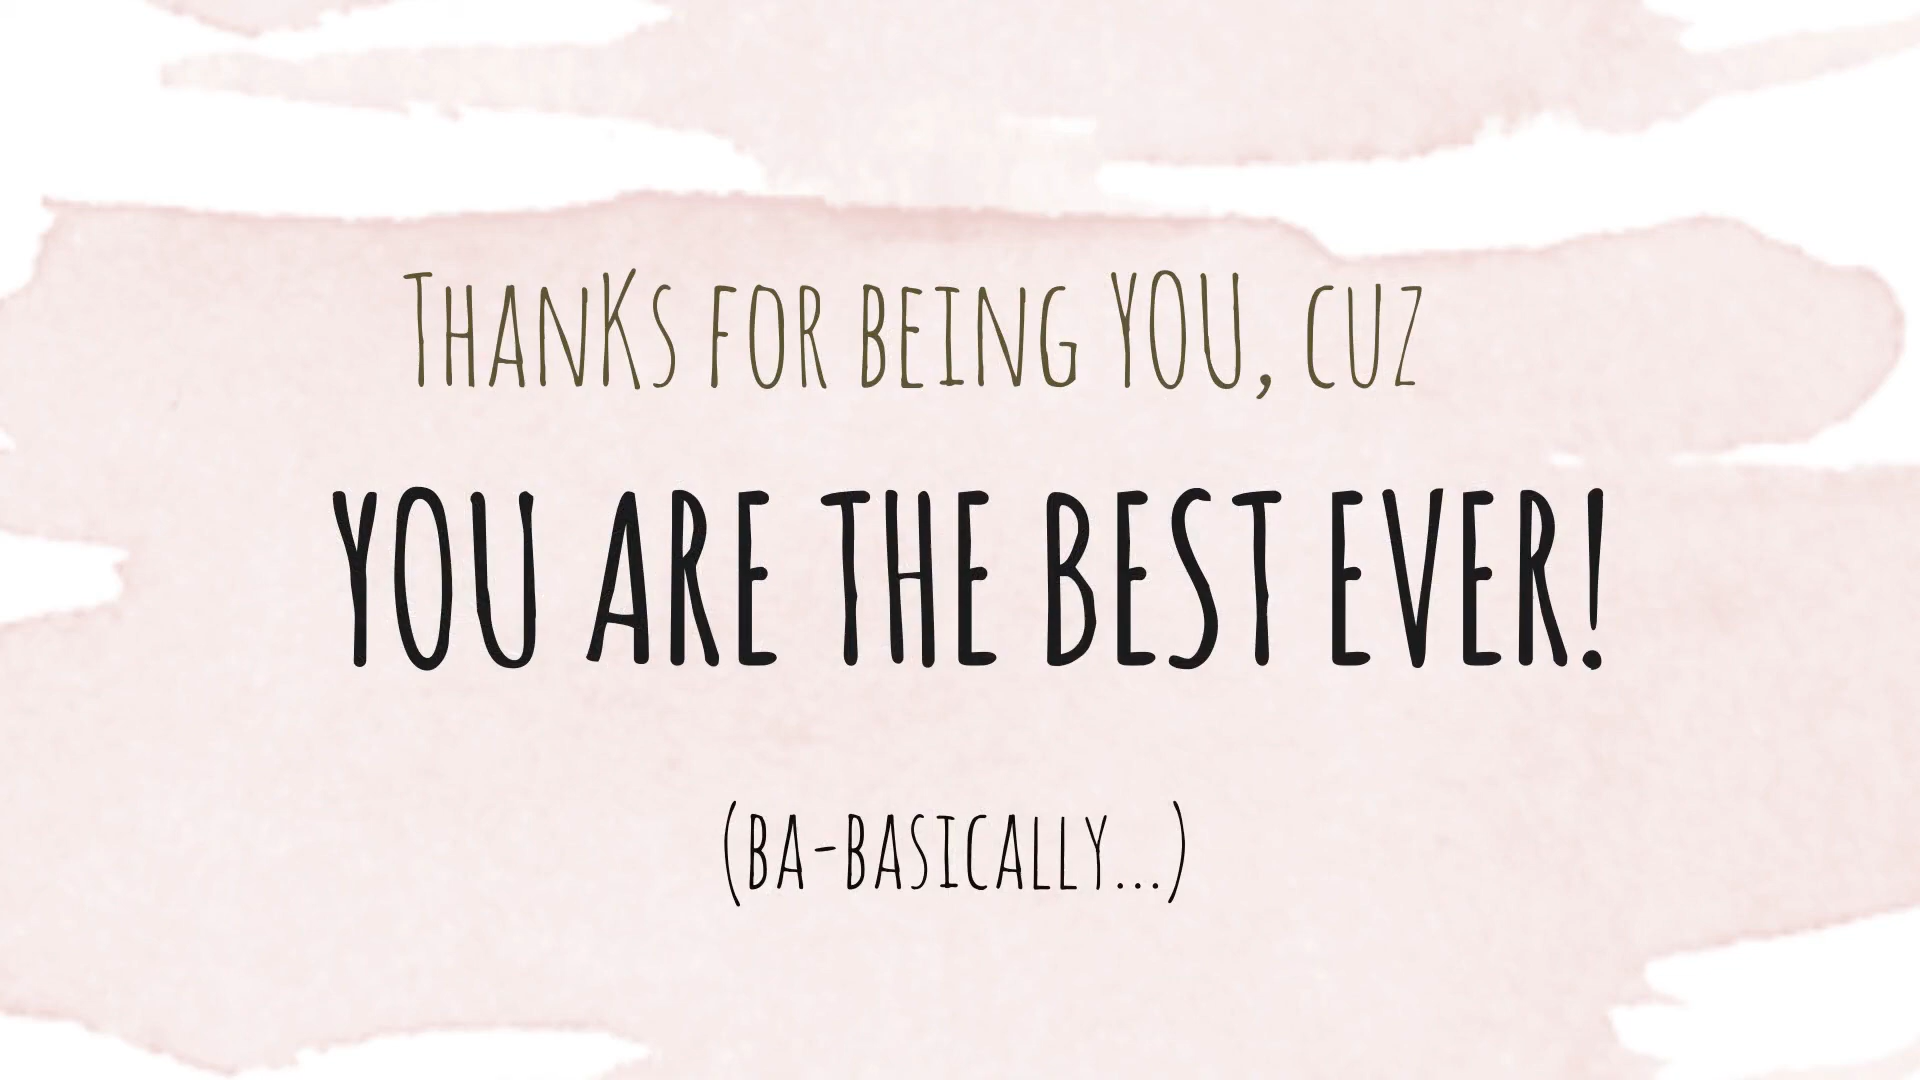 Thanks for being YOU, cuz
YOU ARE THE BEST EVER!
(BA-BASICALLY...)